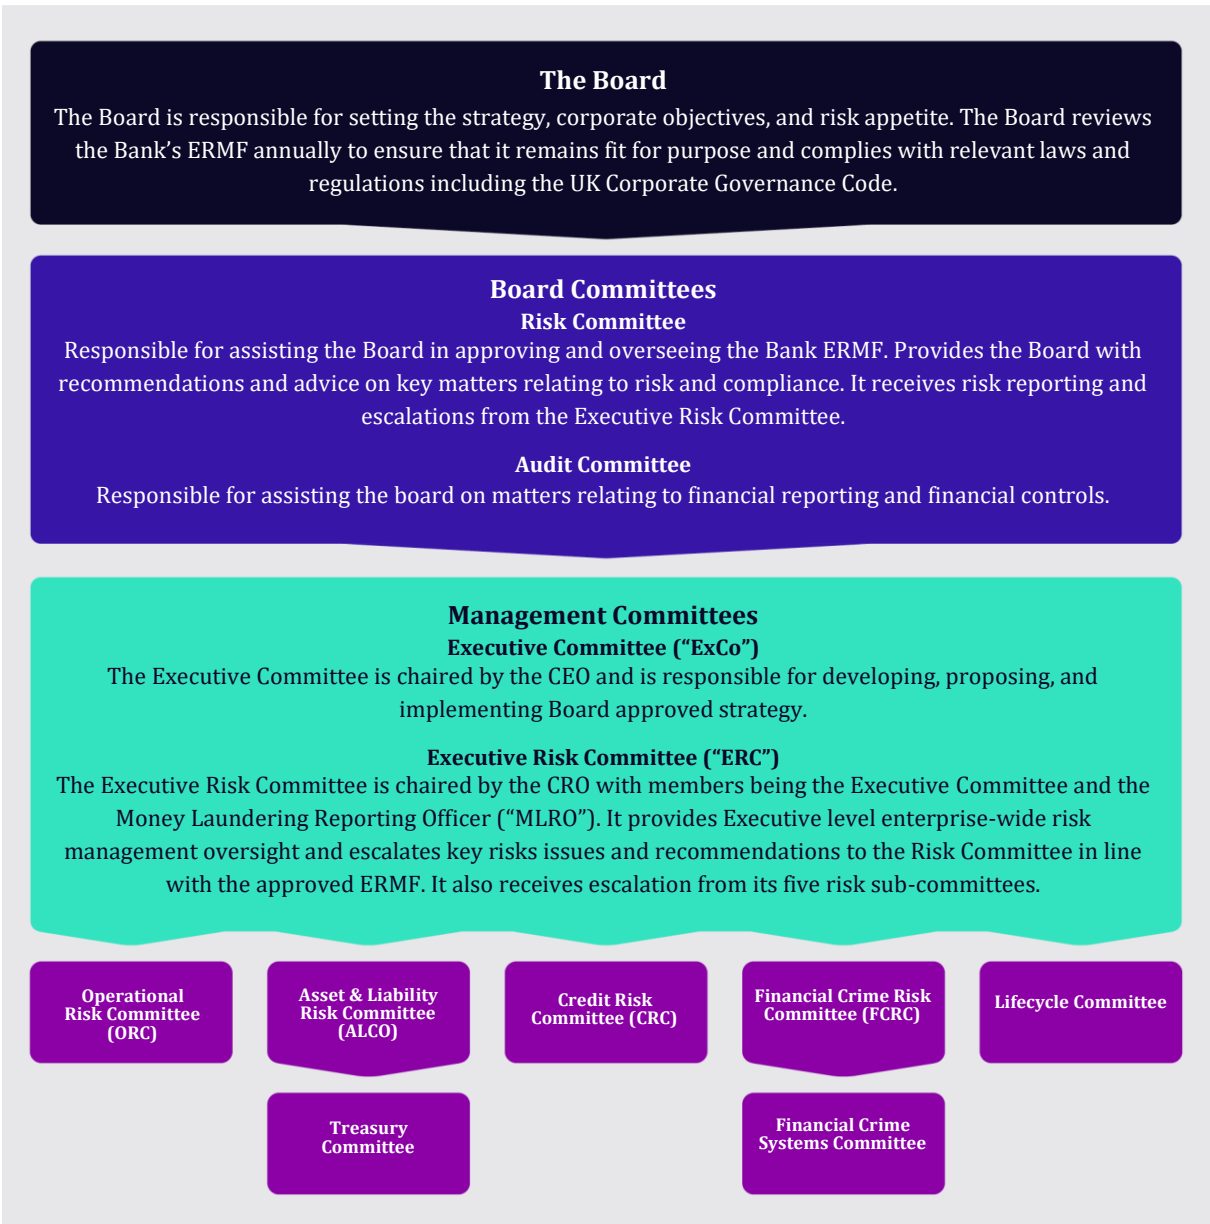 The Board
The Board is responsible for setting the strategy, corporate objectives, and risk appetite. The Board reviews
the Bank’s ERMF annually to ensure that it remains fit for purpose and complies with relevant laws and
regulations including the UK Corporate Governance Code.
Board Committees
Risk Committee
Responsible for assisting the Board in approving and overseeing the Bank ERMF. Provides the Board with
recommendations and advice on key matters relating to risk and compliance. It receives risk reporting and
escalations from the Executive Risk Committee.
Audit Committee
Responsible for assisting the board on matters relating to financial reporting and financial controls.
Management Committees
Executive Committee (“ExCo”)
The Executive Committee is chaired by the CEO and is responsible for developing, proposing, and
implementing Board approved strategy.
Executive Risk Committee (“ERC”)
The Executive Risk Committee is chaired by the CRO with members being the Executive Committee and the
Money Laundering Reporting Officer (“MLRO”). It provides Executive level enterprise-wide risk
management oversight and escalates key risks issues and recommendations to the Risk Committee in line
with the approved ERMF. It also receives escalation from its five risk sub-committees.
Operational
Risk Committee
(ORC)
Asset & Liability
Risk Committee
(ALCO)
Credit Risk
Committee (CRC)
Financial Crime Risk
Committee (FCRC)
Lifecycle Committee
Treasury
Committee
Financial Crime
Systems Committee